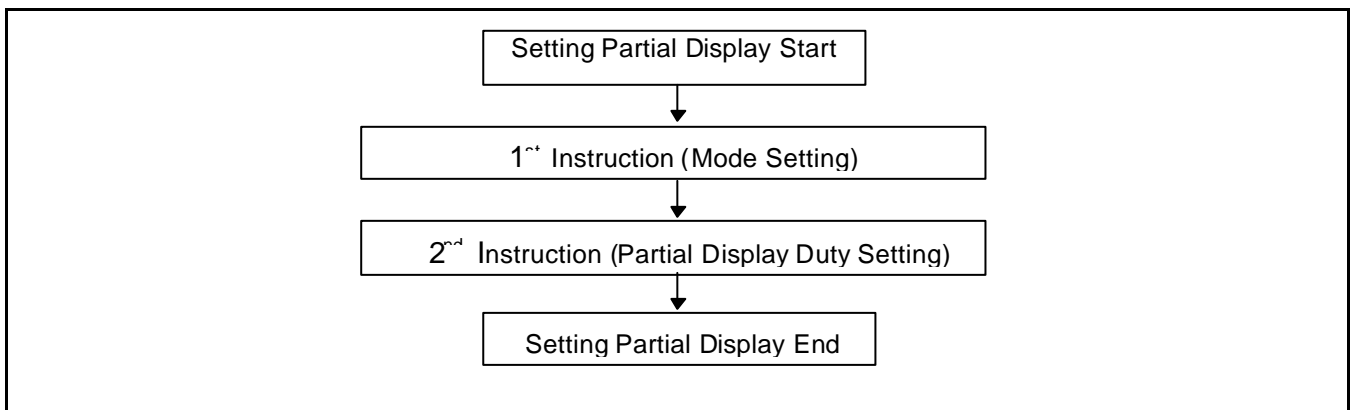 Setting Partial Display Start
1st Instruction (Mode Setting)
2nd Instruction (Partial Display Duty Setting)
Setting Partial Display End